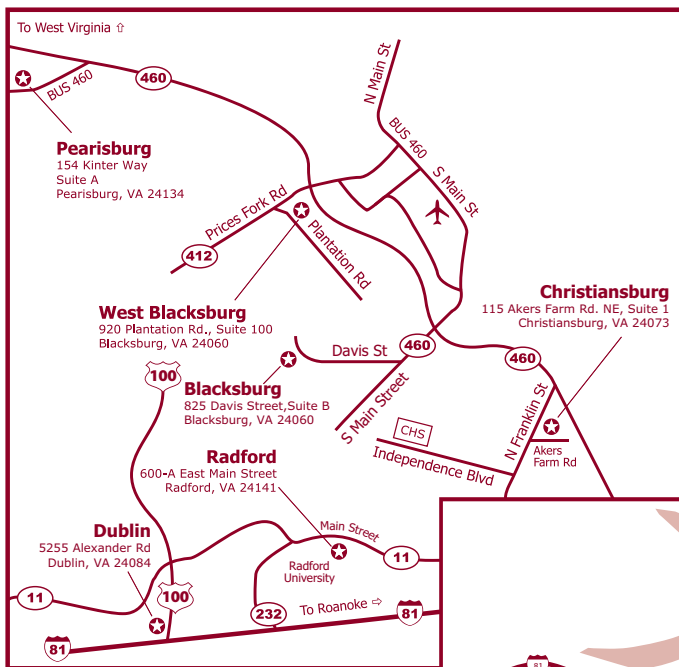 To West Virginia ⇧
BUS 460
460
Pearisburg
154 Kinter Way
Suite A
Pearisburg, VA 24134
N Main St
BUS 460
S Main St
Prices Fork Rd
412
Plantation Rd
West Blacksburg
920 Plantation Rd., Suite 100
Blacksburg, VA 24060
Christiansburg
115 Akers Farm Rd. NE, Suite 1
Christiansburg, VA 24073
460
460
Davis St
S Main Street
100
Blacksburg
825 Davis Street,Suite B
Blacksburg, VA 24060
N Franklin St
CHS
Independence Blvd
Akers
Farm Rd
Radford
600-A East Main Street
Radford, VA 24141
Dublin
5255 Alexander Rd
Dublin, VA 24084
Main Street
Radford
University
11
11
100
232
To Roanoke ⇨
81
81
81